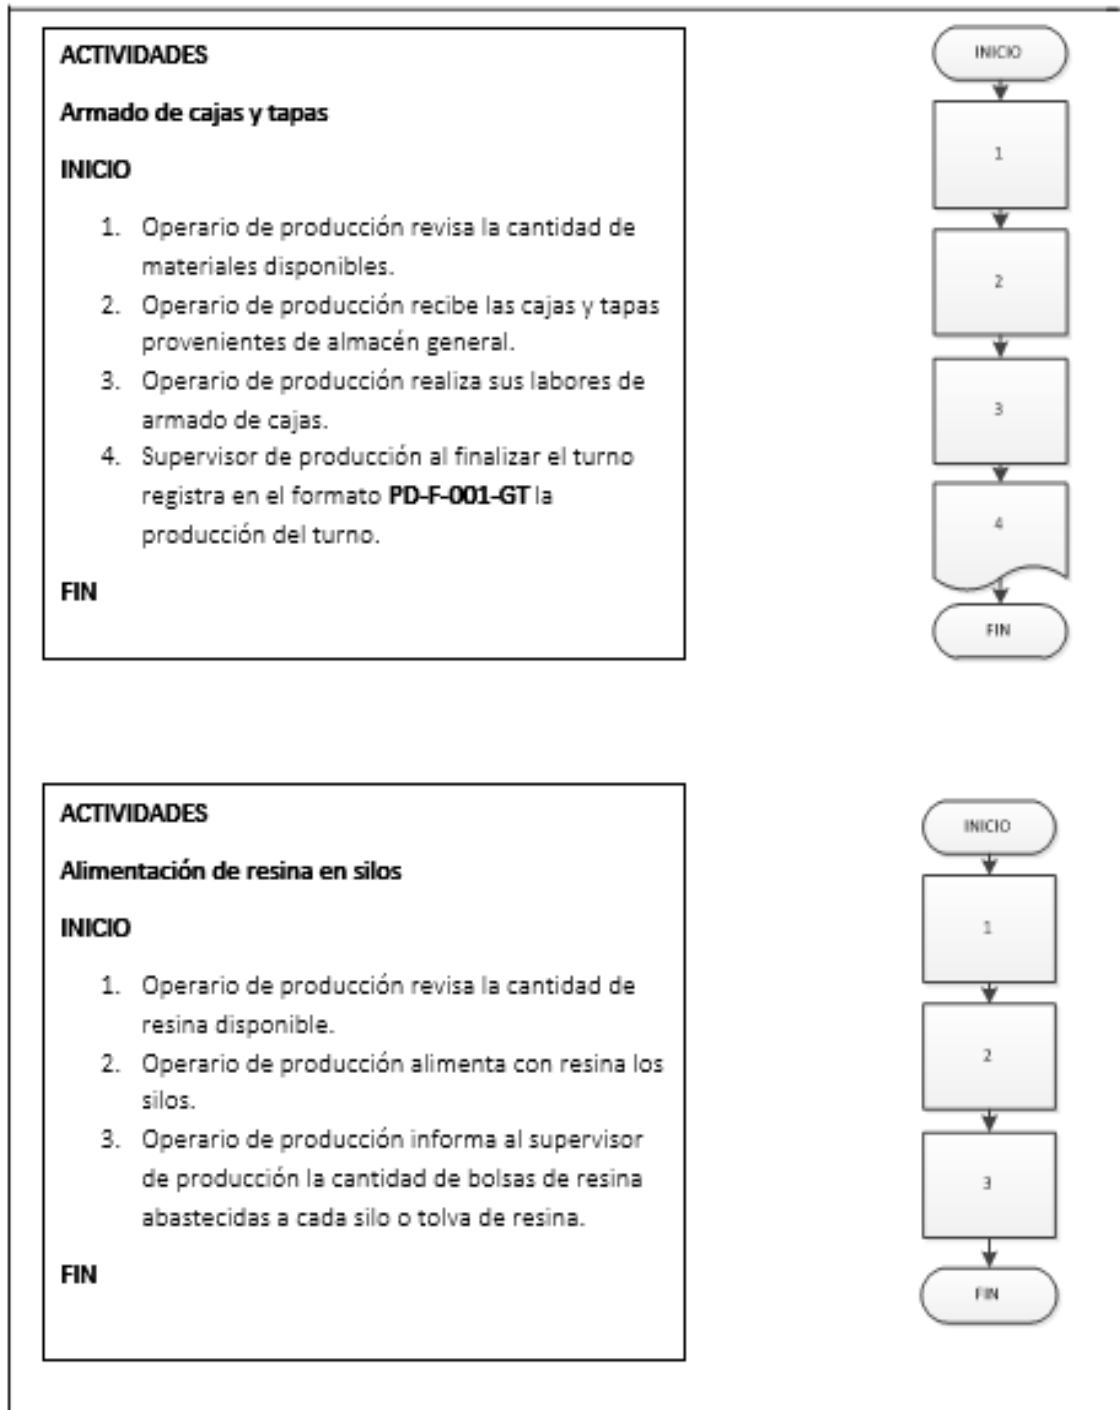 ACTIVIDADES
Armado de cajas y tapas
INICIO
1. Operario de producción revisa la cantidad de
materiales disponibles.
2. Operario de producción recibe las cajas y tapas
provenientes de almacén general.
3. Operario de producción realiza sus labores de
armado de cajas.
4. Supervisor de producción al finalizar el turno
registra en el formato PD-F-001-GT la
producción del turno.
FIN
INICIO
1
2
3
4
FIN
ACTIVIDADES
Alimentación de resina en silos
INICIO
1. Operario de producción revisa la cantidad de
resina disponible.
2. Operario de producción alimenta con resina los
silos.
3. Operario de producción informa al supervisor
de producción la cantidad de bolsas de resina
abastecidas a cada silo o tolva de resina.
FIN
INICIO
1
2
3
FIN